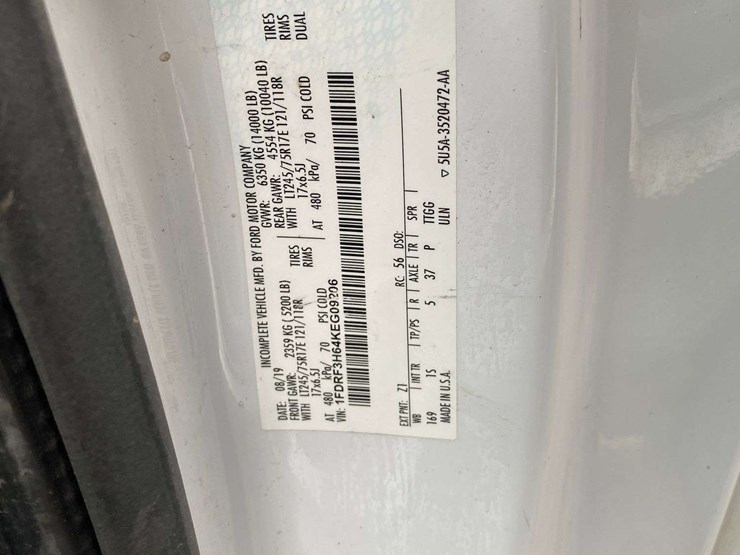 INCOMPLETE VEHICLE MFD. BY FORD MOTOR COMPANY
DATE: 08/19 GVWR: 6350 KG (14000 LB)
FRONT GAWR: 2359 KG (5200 LB) REAR GAWR: 4554 KG (10040 LB)
WITH LT245/75R17E 121/118R TIRES WITH LT245/75R17E 121/118R TIRES
17x6.5J RIMS 17x6.5J RIMS
AT 480 kPa/ 70 PSI COLD AT 480 kPa/ 70 PSI COLD DUAL
VIN: 1FDRF3H64KEG09206
EXT PNT: Z1 RC: 56 DSO:
WB INT TR TP/PS R AXLE TR SPR
169 1S 5 37 P TTGG
MADE IN U.S.A. ULN
▽ 5U5A-3520472-AA